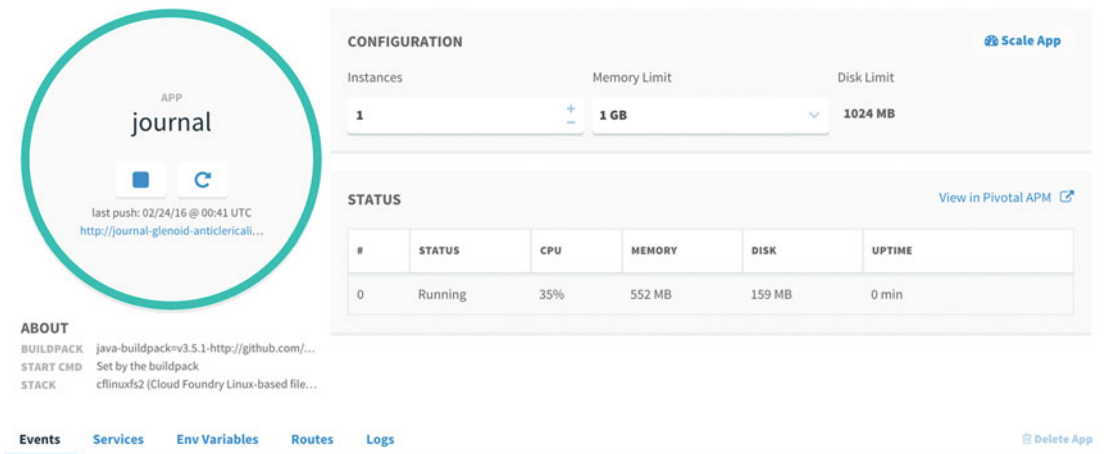 APP
journal
last push: 02/24/16 @ 00:41 UTC
http://journal-glenoid-anticlericali...
ABOUT
BUILDPACK java-buildpack=v3.5.1-http://github.com/...
START CMD Set by the buildpack
STACK cflinuxfs2 (Cloud Foundry Linux-based file...
CONFIGURATION Scale App
Instances Memory Limit Disk Limit
1 + − 1 GB 1024 MB
STATUS View in Pivotal APM
# STATUS CPU MEMORY DISK UPTIME
0 Running 35% 552 MB 159 MB 0 min
Events Services Env Variables Routes Logs Delete App